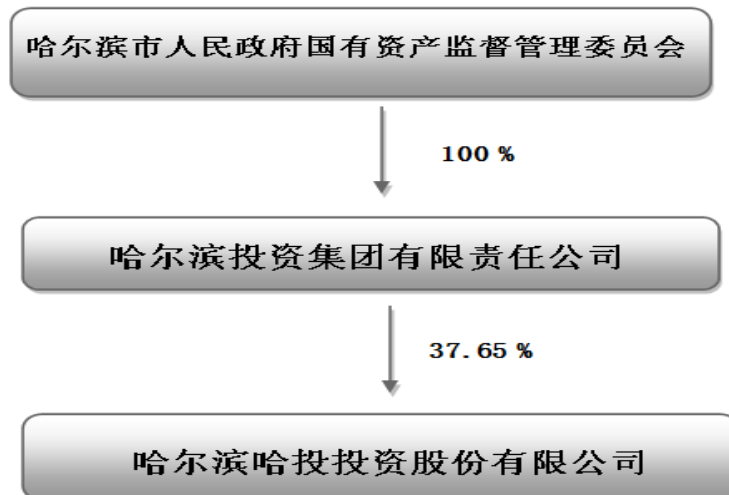 哈尔滨市人民政府国有资产监督管理委员会
100 %
哈尔滨投资集团有限责任公司
37.65 %
哈尔滨哈投投资股份有限公司